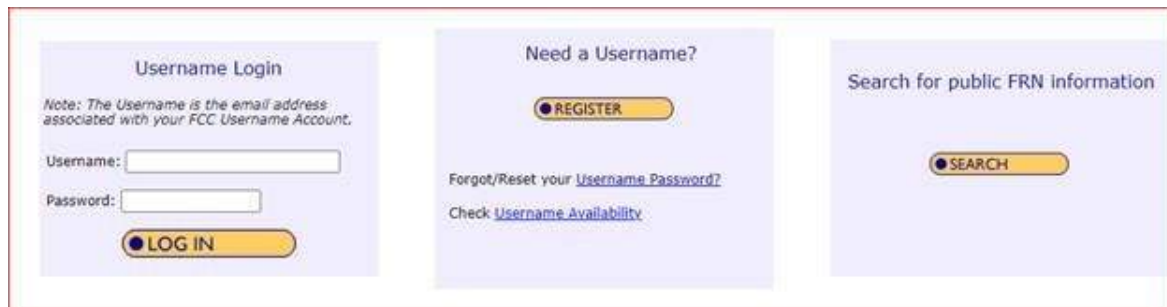 Username Login
Note: The Username is the email address
associated with your FCC Username Account.
Username:
Password:
LOG IN
Need a Username?
REGISTER
Forgot/Reset your Username Password?
Check Username Availability
Search for public FRN information
SEARCH